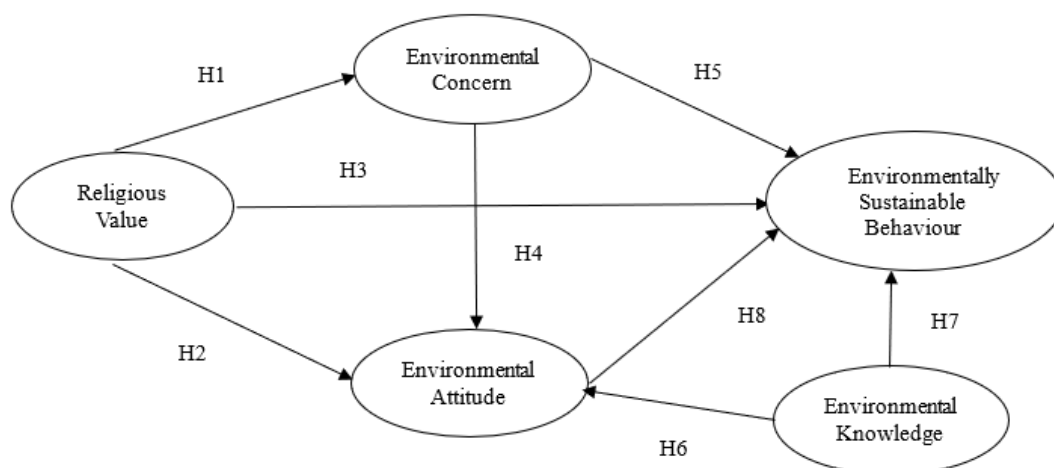 Environmental
Concern
H1
H5
H3
Religious
Value
Environmentally
Sustainable
Behaviour
H4
H8
H7
H2
Environmental
Attitude
Environmental
Knowledge
H6